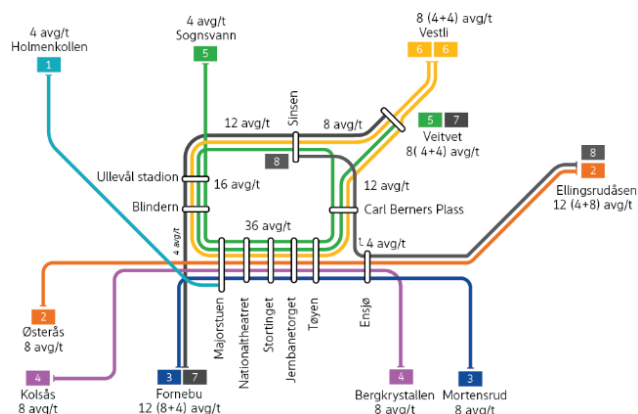 4 avg/t
Holmenkollen
1
4 avg/t
Sognsvann
5
8 (4+4) avg/t
Vestli
6 6
Sinsen
12 avg/t
8 avg/t
5 7
Veitvet
8( 4+4) avg/t
8
8
2
Ellingsrudåsen
12 (4+8) avg/t
Ullevål stadion
16 avg/t
12 avg/t
Blindern
Carl Berners Plass
36 avg/t
4 avg/t
4 avg/t
Majorstuen
Nationaltheatret
Stortinget
Jernbanetorget
Tøyen
Ensjø
2
Østerås
8 avg/t
4
Kolsås
8 avg/t
3 7
Fornebu
12 (8+4) avg/t
4
Bergkrystallen
8 avg/t
3
Mortensrud
8 avg/t